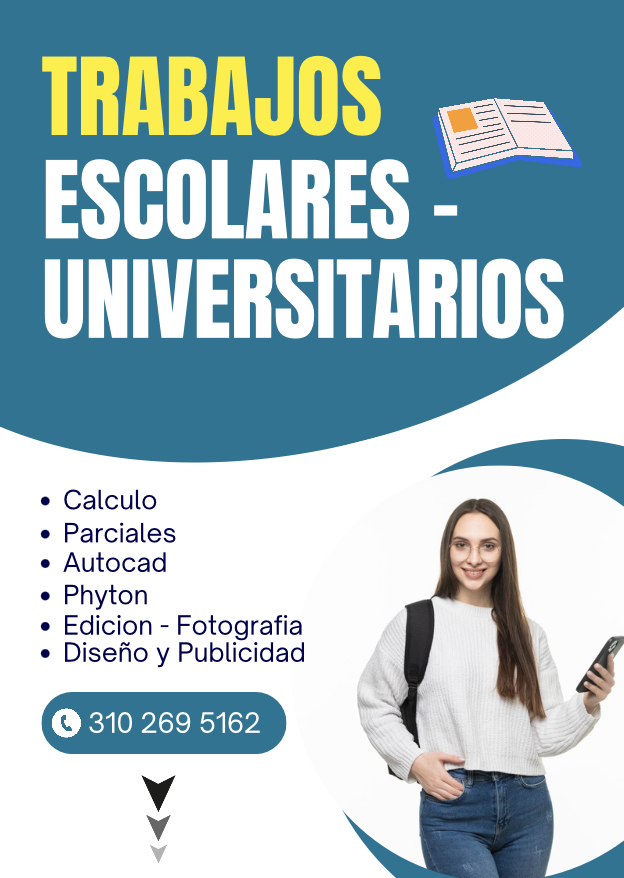 TRABAJOS
ESCOLARES -
UNIVERSITARIOS
Calculo
Parciales
Autocad
Phyton
Edicion - Fotografia
Diseño y Publicidad
310 269 5162